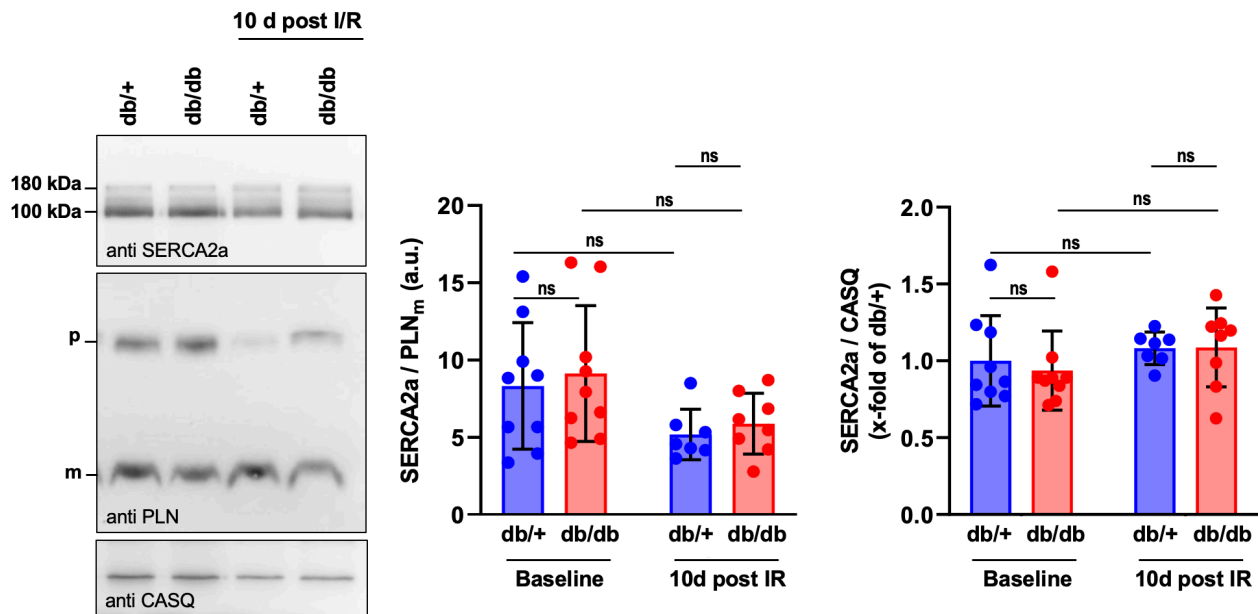 10 d post I/R
db/+
db/db
db/+
db/db
180 kDa
100 kDa
anti SERCA2a
p
m
anti PLN
anti CASQ
SERCA2a / PLNm (a.u.)
20
15
10
5
0
ns
ns
ns
ns
db/+ db/db db/+ db/db
Baseline 10d post IR
SERCA2a / CASQ
(x-fold of db/+)
2.0
1.5
1.0
0.5
0.0
ns
ns
ns
ns
db/+ db/db db/+ db/db
Baseline 10d post IR